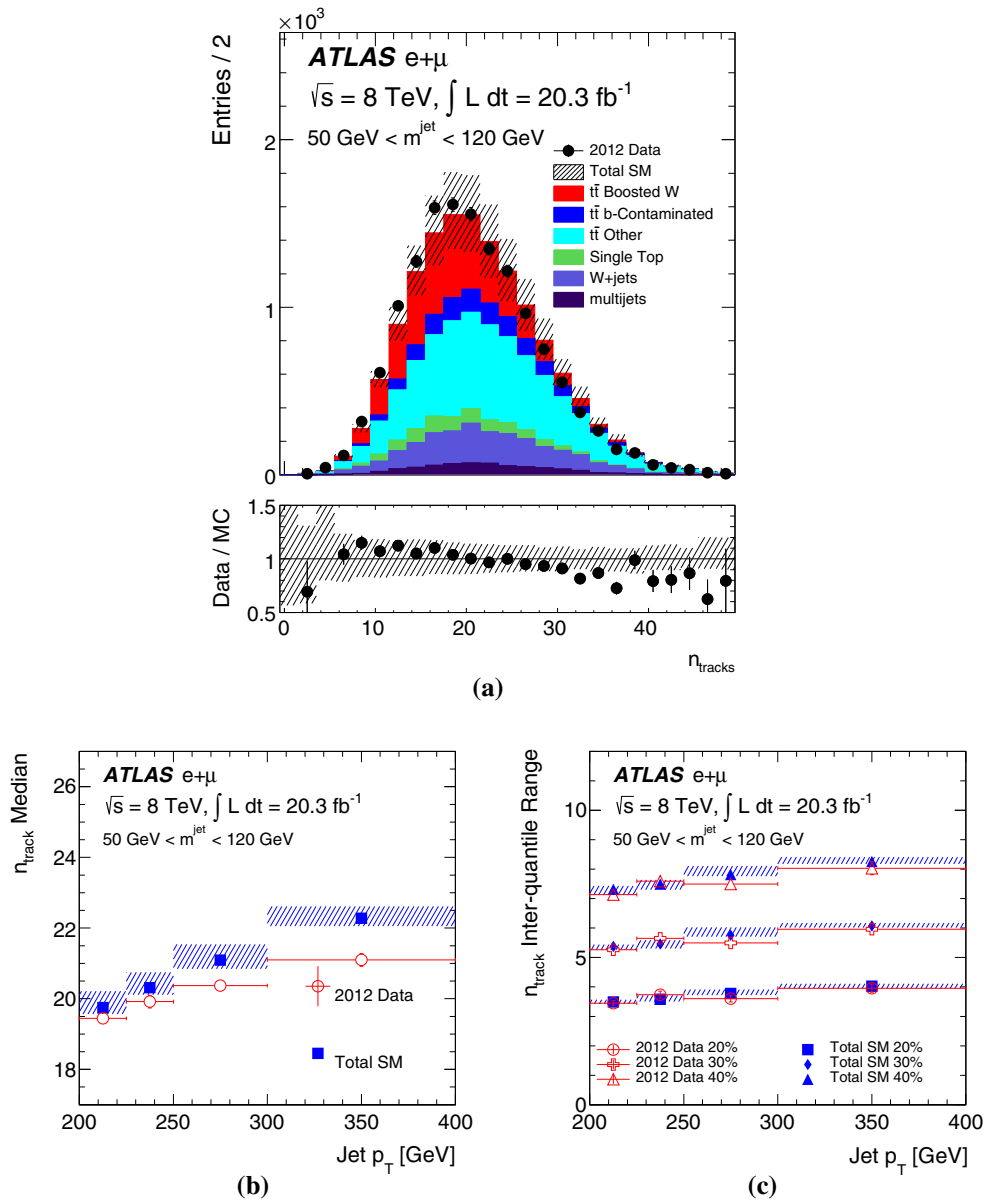 ×10³
Entries / 2
ATLAS e+μ
√s = 8 TeV, ∫ L dt = 20.3 fb⁻¹
50 GeV < m^jet < 120 GeV
2012 Data
Total SM
tt̄ Boosted W
tt̄ b-Contaminated
tt̄ Other
Single Top
W+jets
multijets
2
1
0
Data / MC
1.5
1
0.5
0 10 20 30 40
n_tracks
(a)
n_track Median
ATLAS e+μ
√s = 8 TeV, ∫ L dt = 20.3 fb⁻¹
50 GeV < m^jet < 120 GeV
26
24
22
20
18
2012 Data
Total SM
200 250 300 350 400
Jet p_T [GeV]
(b)
n_track Inter-quantile Range
ATLAS e+μ
√s = 8 TeV, ∫ L dt = 20.3 fb⁻¹
50 GeV < m^jet < 120 GeV
10
5
0
2012 Data 20% Total SM 20%
2012 Data 30% Total SM 30%
2012 Data 40% Total SM 40%
200 250 300 350 400
Jet p_T [GeV]
(c)